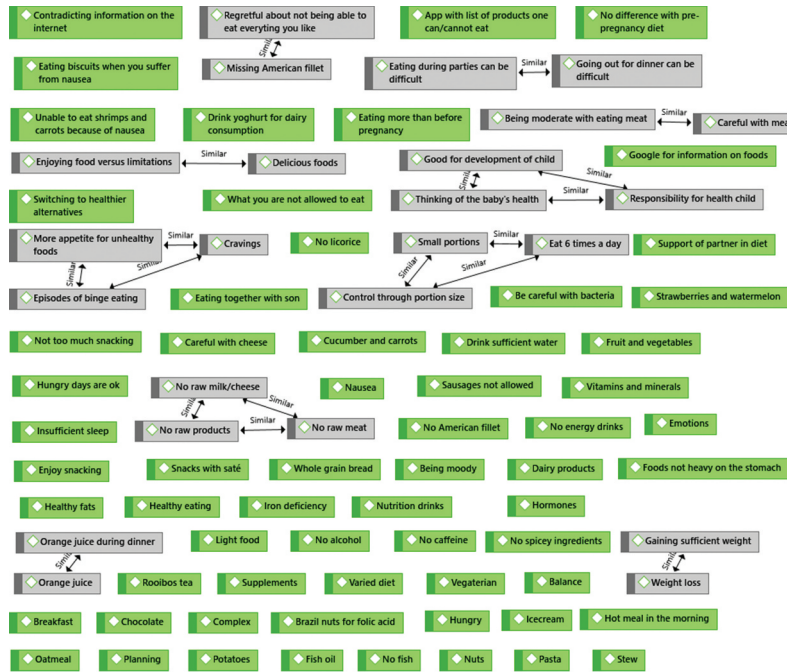 Contradicting information on the
internet
Regretful about not being able to
eat everyting you like
App with list of products one
can/cannot eat
No difference with pre-
pregnancy diet
Similar
Eating biscuits when you suffer
from nausea
Missing American fillet
Eating during parties can be
difficult
Similar
Going out for dinner can be
difficult
Unable to eat shrimps and
carrots because of nausea
Drink yoghurt for dairy
consumption
Eating more than before
pregnancy
Being moderate with eating meat
Similar
Careful with mea
Enjoying food versus limitations
Similar
Delicious foods
Good for development of child
Google for information on foods
Similar
Similar
Switching to healthier
alternatives
What you are not allowed to eat
Thinking of the baby's health
Similar
Responsibility for health child
More appetite for unhealthy
foods
Similar
Cravings
No licorice
Small portions
Similar
Eat 6 times a day
Support of partner in diet
Similar
Similar
Similar
Similar
Episodes of binge eating
Eating together with son
Control through portion size
Be careful with bacteria
Strawberries and watermelon
Not too much snacking
Careful with cheese
Cucumber and carrots
Drink sufficient water
Fruit and vegetables
Hungry days are ok
No raw milk/cheese
Nausea
Sausages not allowed
Vitamins and minerals
Similar
Similar
Insufficient sleep
No raw products
Similar
No raw meat
No American fillet
No energy drinks
Emotions
Enjoy snacking
Snacks with saté
Whole grain bread
Being moody
Dairy products
Foods not heavy on the stomach
Healthy fats
Healthy eating
Iron deficiency
Nutrition drinks
Hormones
Orange juice during dinner
Light food
No alcohol
No caffeine
No spicey ingredients
Gaining sufficient weight
Similar
Similar
Orange juice
Rooibos tea
Supplements
Varied diet
Vegaterian
Balance
Weight loss
Breakfast
Chocolate
Complex
Brazil nuts for folic acid
Hungry
Icecream
Hot meal in the morning
Oatmeal
Planning
Potatoes
Fish oil
No fish
Nuts
Pasta
Stew